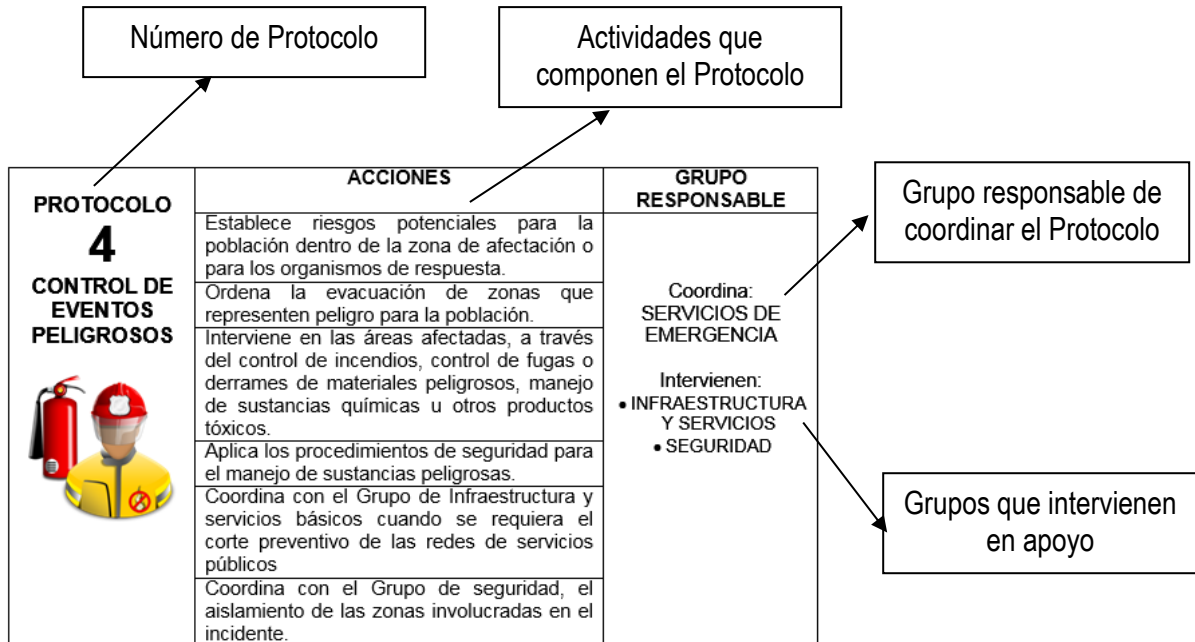 Número de Protocolo
Actividades que
componen el Protocolo
PROTOCOLO
4
CONTROL DE
EVENTOS
PELIGROSOS
ACCIONES
Establece riesgos potenciales para la
población dentro de la zona de afectación o
para los organismos de respuesta.
Ordena la evacuación de zonas que
representen peligro para la población.
Interviene en las áreas afectadas, a través
del control de incendios, control de fugas o
derrames de materiales peligrosos, manejo
de sustancias químicas u otros productos
tóxicos.
Aplica los procedimientos de seguridad para
el manejo de sustancias peligrosas.
Coordina con el Grupo de Infraestructura y
servicios básicos cuando se requiera el
corte preventivo de las redes de servicios
públicos
Coordina con el Grupo de seguridad, el
aislamiento de las zonas involucradas en el
incidente.
GRUPO
RESPONSABLE
Coordina:
SERVICIOS DE
EMERGENCIA
Intervienen:
• INFRAESTRUCTURA
Y SERVICIOS
• SEGURIDAD
Grupo responsable de
coordinar el Protocolo
Grupos que intervienen
en apoyo